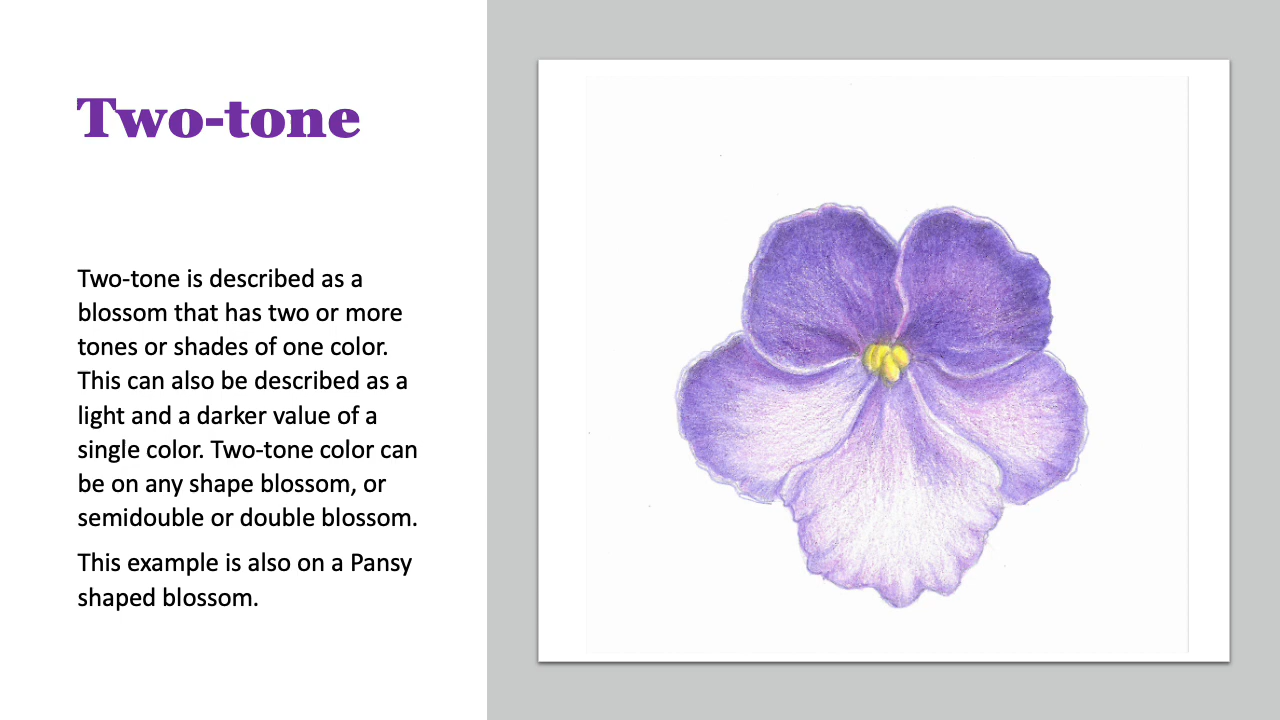 Two-tone
Two-tone is described as a
blossom that has two or more
tones or shades of one color.
This can also be described as a
light and a darker value of a
single color. Two-tone color can
be on any shape blossom, or
semidouble or double blossom.
This example is also on a Pansy
shaped blossom.